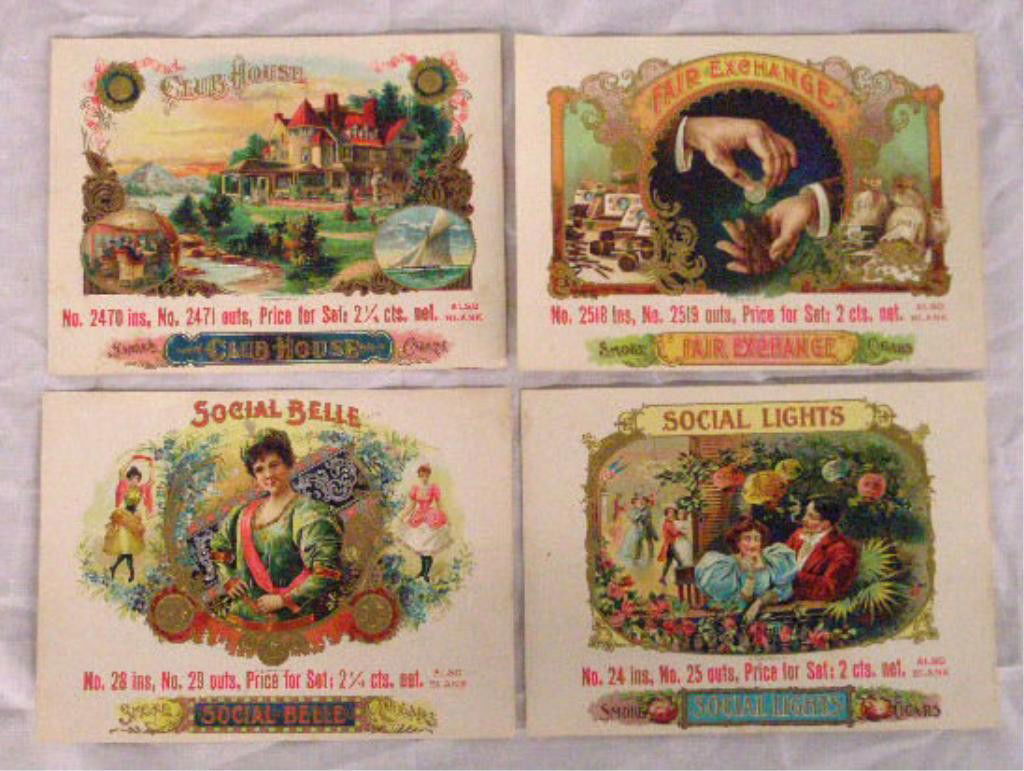 CLUB HOUSE
No. 2470 ins, No. 2471 outs, Price for Set: 2 1/4 cts. net. ALSO BLANK
SMOKE CLUB HOUSE CIGARS
FAIR EXCHANGE
No. 2518 ins, No. 2519 outs, Price for Set: 2 cts. net. ALSO BLANK
SMOKE FAIR EXCHANGE CIGARS
SOCIAL BELLE
No. 28 ins, No. 29 outs, Price for Set: 2 1/4 cts. net. ALSO BLANK
SMOKE SOCIAL BELLE CIGARS
SOCIAL LIGHTS
No. 24 ins, No. 25 outs, Price for Set: 2 cts. net. ALSO BLANK
SMOKE SOCIAL LIGHTS CIGARS